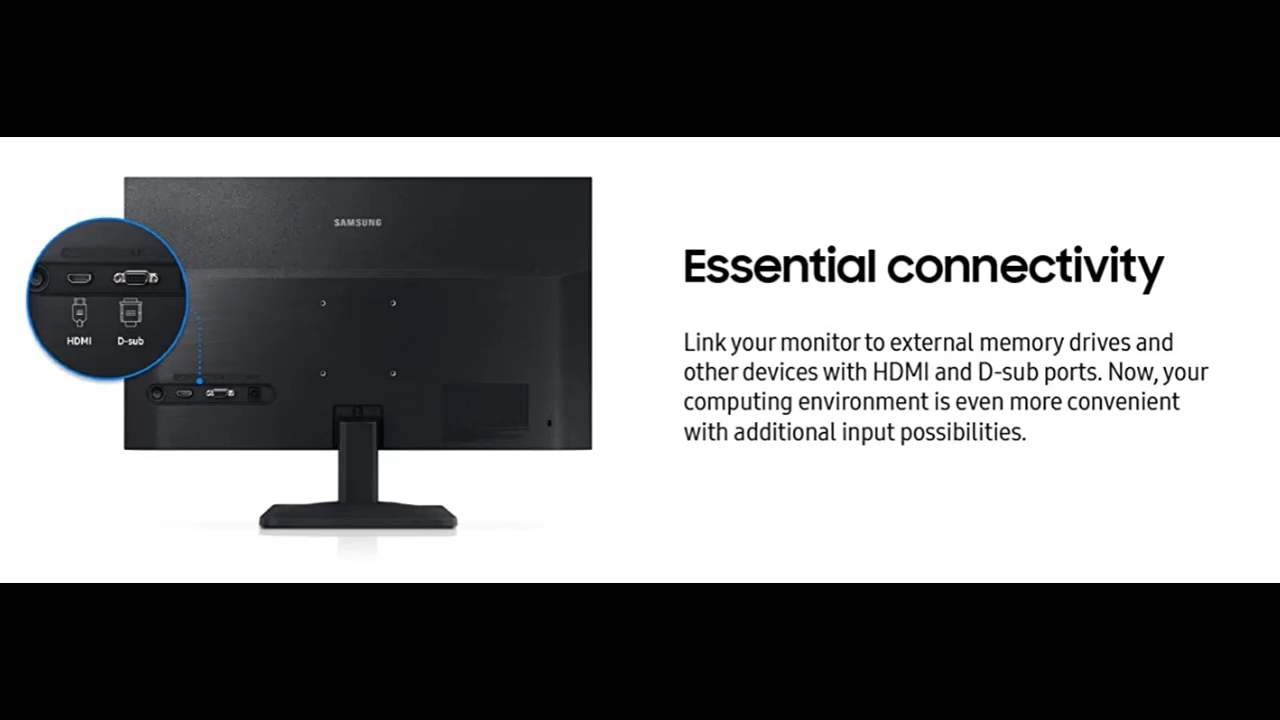 SAMSUNG
HDMI
D-sub
Essential connectivity
Link your monitor to external memory drives and
other devices with HDMI and D-sub ports. Now, your
computing environment is even more convenient
with additional input possibilities.